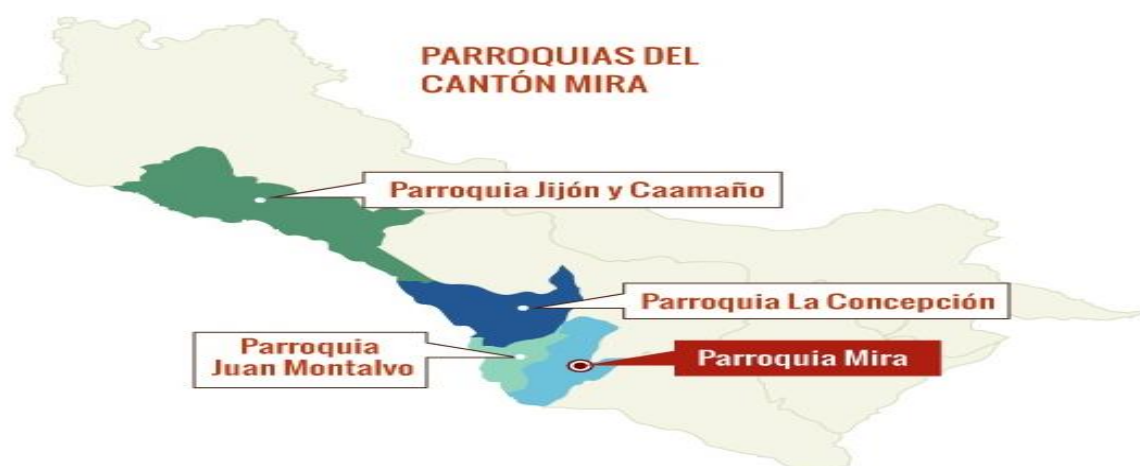 PARROQUIAS DEL
CANTÓN MIRA
Parroquia Jijón y Caamaño
Parroquia La Concepción
Parroquia
Juan Montalvo
Parroquia Mira